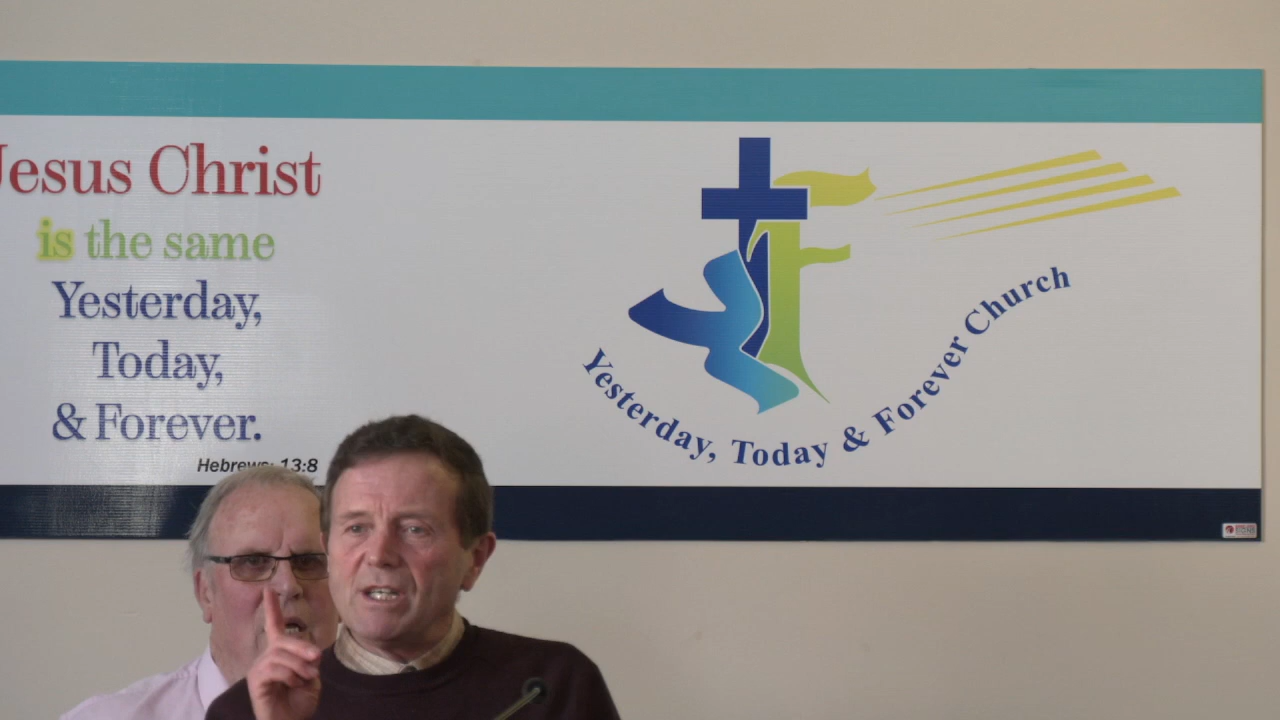 Jesus Christ
is the same
Yesterday,
Today,
& Forever.
Hebrews: 13:8
Yesterday, Today & Forever Church